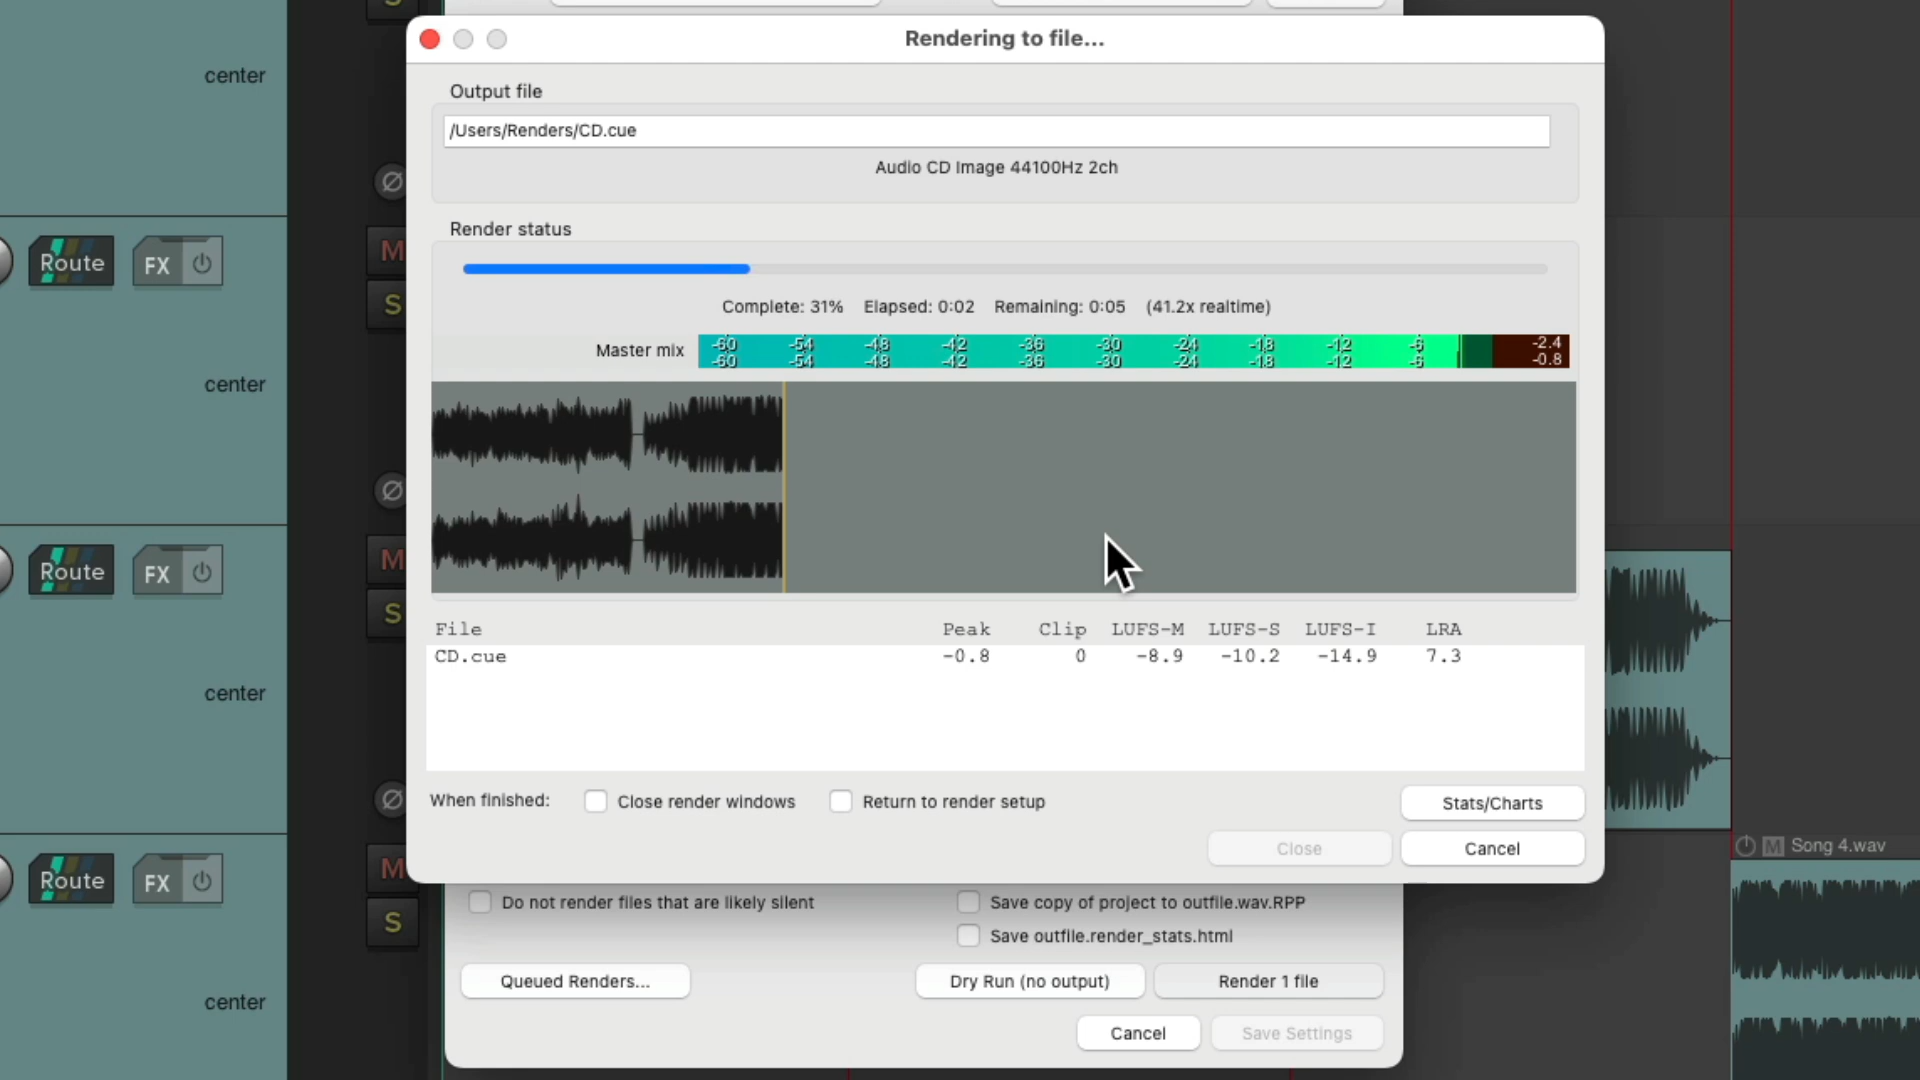 Rendering to file...
Output file
/Users/Renders/CD.cue
Audio CD Image 44100Hz 2ch
Render status
Complete: 31% Elapsed: 0:02 Remaining: 0:05 (41.2x realtime)
Master mix
-60 -54 -48 -42 -36 -30 -24 -18 -12 -6 -2.4
-60 -54 -48 -42 -36 -30 -24 -18 -12 -6 -0.8
File Peak Clip LUFS-M LUFS-S LUFS-I LRA
CD.cue -0.8 0 -8.9 -10.2 -14.9 7.3
When finished: Close render windows Return to render setup
Stats/Charts
Close Cancel
Do not render files that are likely silent
Save copy of project to outfile.wav.RPP
Save outfile.render_stats.html
Queued Renders... Dry Run (no output) Render 1 file
Cancel Save Settings
S
center
Route FX M
S
center
Route FX M
S
center
Route FX M
S
center
M Song 4.wav